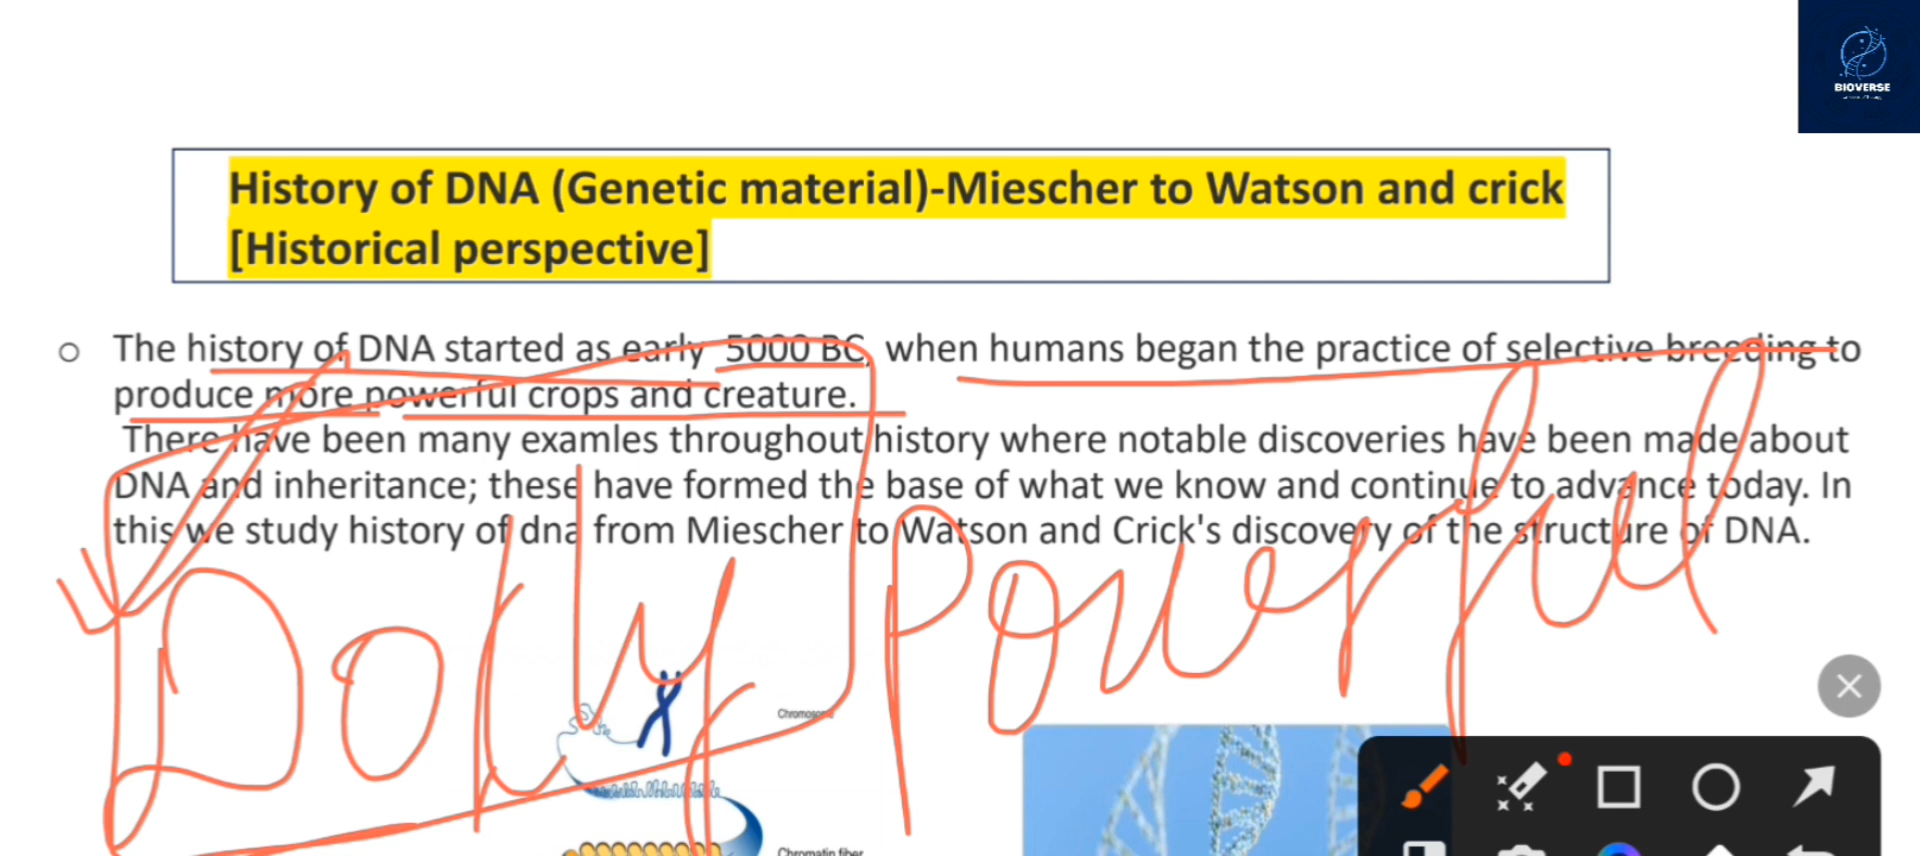 BIOVERSE
History of DNA (Genetic material)-Miescher to Watson and crick
[Historical perspective]
The history of DNA started as early 5000 BC, when humans began the practice of selective breeding to
produce more powerful crops and creature.
There have been many examles throughout history where notable discoveries have been made about
DNA and inheritance; these have formed the base of what we know and continue to advance today. In
this we study history of dna from Miescher to Watson and Crick's discovery of the structure of DNA.
Dolly Powerful
Chromosome
Chromatin fiber